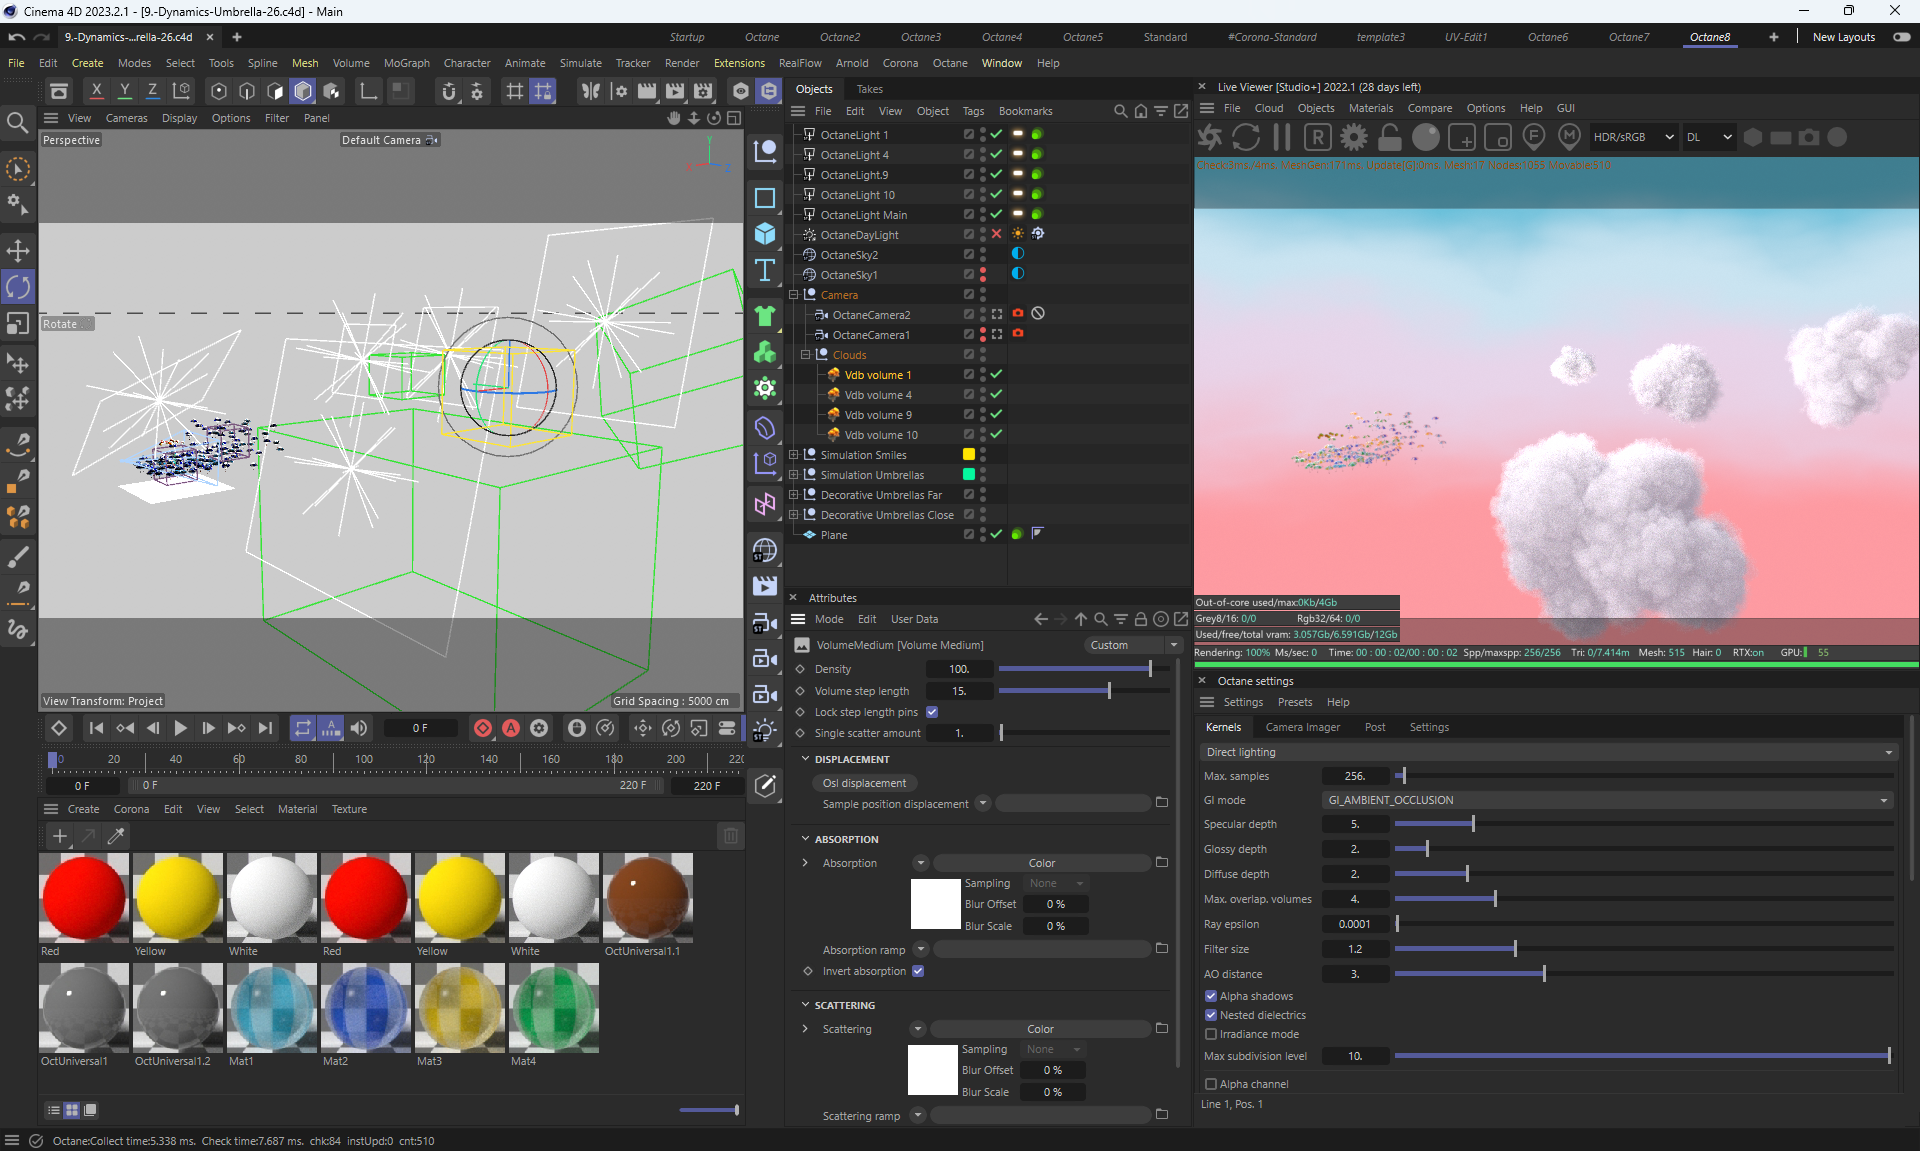 Cinema 4D 2023.2.1 - [9.-Dynamics-Umbrella-26.c4d] - Main
9.-Dynamics-...rella-26.c4d
Startup Octane Octane2 Octane3 Octane4 Octane5 Standard #Corona-Standard template3 UV-Edit1 Octane6 Octane7 Octane8 New Layouts
File Edit Create Modes Select Tools Spline Mesh Volume MoGraph Character Animate Simulate Tracker Render Extensions RealFlow Arnold Corona Octane Window Help
X Y Z
View Cameras Display Options Filter Panel
Perspective
Default Camera
Rotate
View Transform: Project
Grid Spacing : 5000 cm
0 F
0 20 40 60 80 100 120 140 160 180 200 220
0 F 0 F 220 F 220 F
Create Corona Edit View Select Material Texture
Red Yellow White Red Yellow White OctUniversal1.1
OctUniversal1 OctUniversal1.2 Mat1 Mat2 Mat3 Mat4
Octane:Collect time:5.338 ms. Check time:7.687 ms. chk:84 instUpd:0 cnt:510
Objects Takes
File Edit View Object Tags Bookmarks
OctaneLight 1
OctaneLight 4
OctaneLight.9
OctaneLight 10
OctaneLight Main
OctaneDayLight
OctaneSky2
OctaneSky1
Camera
OctaneCamera2
OctaneCamera1
Clouds
Vdb volume 1
Vdb volume 4
Vdb volume 9
Vdb volume 10
Simulation Smiles
Simulation Umbrellas
Decorative Umbrellas Far
Decorative Umbrellas Close
Plane
Attributes
Mode Edit User Data
VolumeMedium [Volume Medium]
Custom
Density 100.
Volume step length 15.
Lock step length pins
Single scatter amount 1.
DISPLACEMENT
Osl displacement
Sample position displacement
ABSORPTION
Absorption Color
Sampling None
Blur Offset 0 %
Blur Scale 0 %
Absorption ramp
Invert absorption
SCATTERING
Scattering Color
Sampling None
Blur Offset 0 %
Blur Scale 0 %
Scattering ramp
Live Viewer [Studio+] 2022.1 (28 days left)
File Cloud Objects Materials Compare Options Help GUI
R F M HDR/sRGB DL
Check:3ms./4ms. MeshGen:171ms. Update[G]:0ms. Mesh:17 Nodes:1055 Movable:510
Out-of-core used/max:0Kb/4Gb
Grey8/16: 0/0 Rgb32/64: 0/0
Used/free/total vram: 3.057Gb/6.591Gb/12Gb
Rendering: 100% Ms/sec: 0 Time: 00 : 00 : 02/00 : 00 : 02 Spp/maxspp: 256/256 Tri: 0/7.414m Mesh: 515 Hair: 0 RTX:on GPU: 55
Octane settings
Settings Presets Help
Kernels Camera Imager Post Settings
Direct lighting
Max. samples 256.
GI mode GI_AMBIENT_OCCLUSION
Specular depth 5.
Glossy depth 2.
Diffuse depth 2.
Max. overlap. volumes 4.
Ray epsilon 0.0001
Filter size 1.2
AO distance 3.
Alpha shadows
Nested dielectrics
Irradiance mode
Max subdivision level 10.
Alpha channel
Line 1, Pos. 1